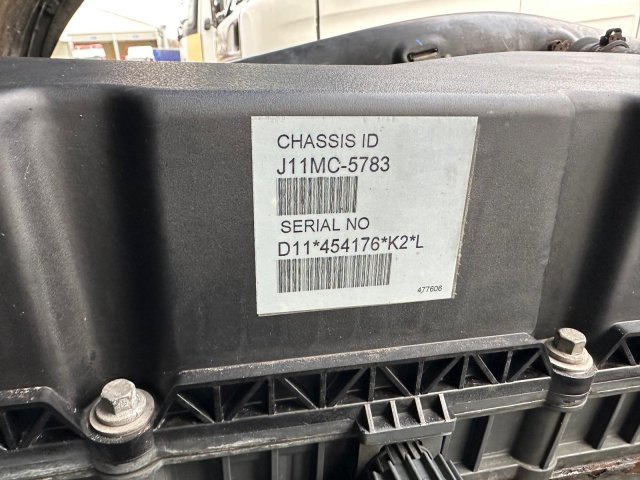 CHASSIS ID
J11MC-5783
SERIAL NO
D11*454176*K2*L
477606